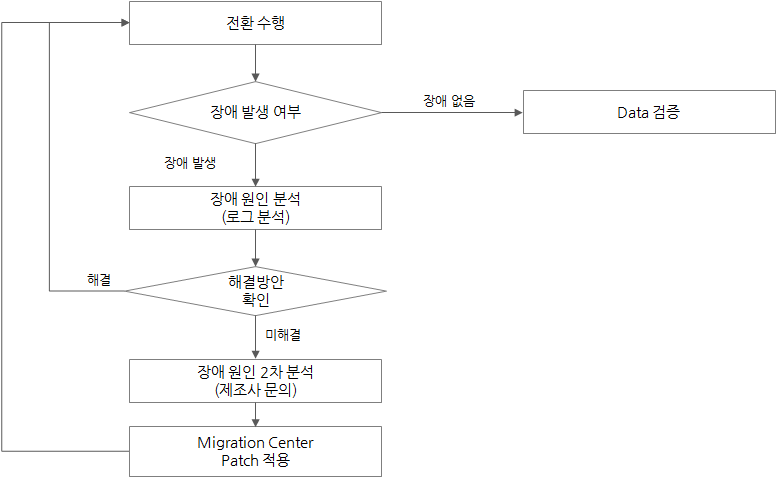 전환 수행
장애 발생 여부
장애 없음
Data 검증
장애 발생
장애 원인 분석
(로그 분석)
해결
해결방안
확인
미해결
장애 원인 2차 분석
(제조사 문의)
Migration Center
Patch 적용